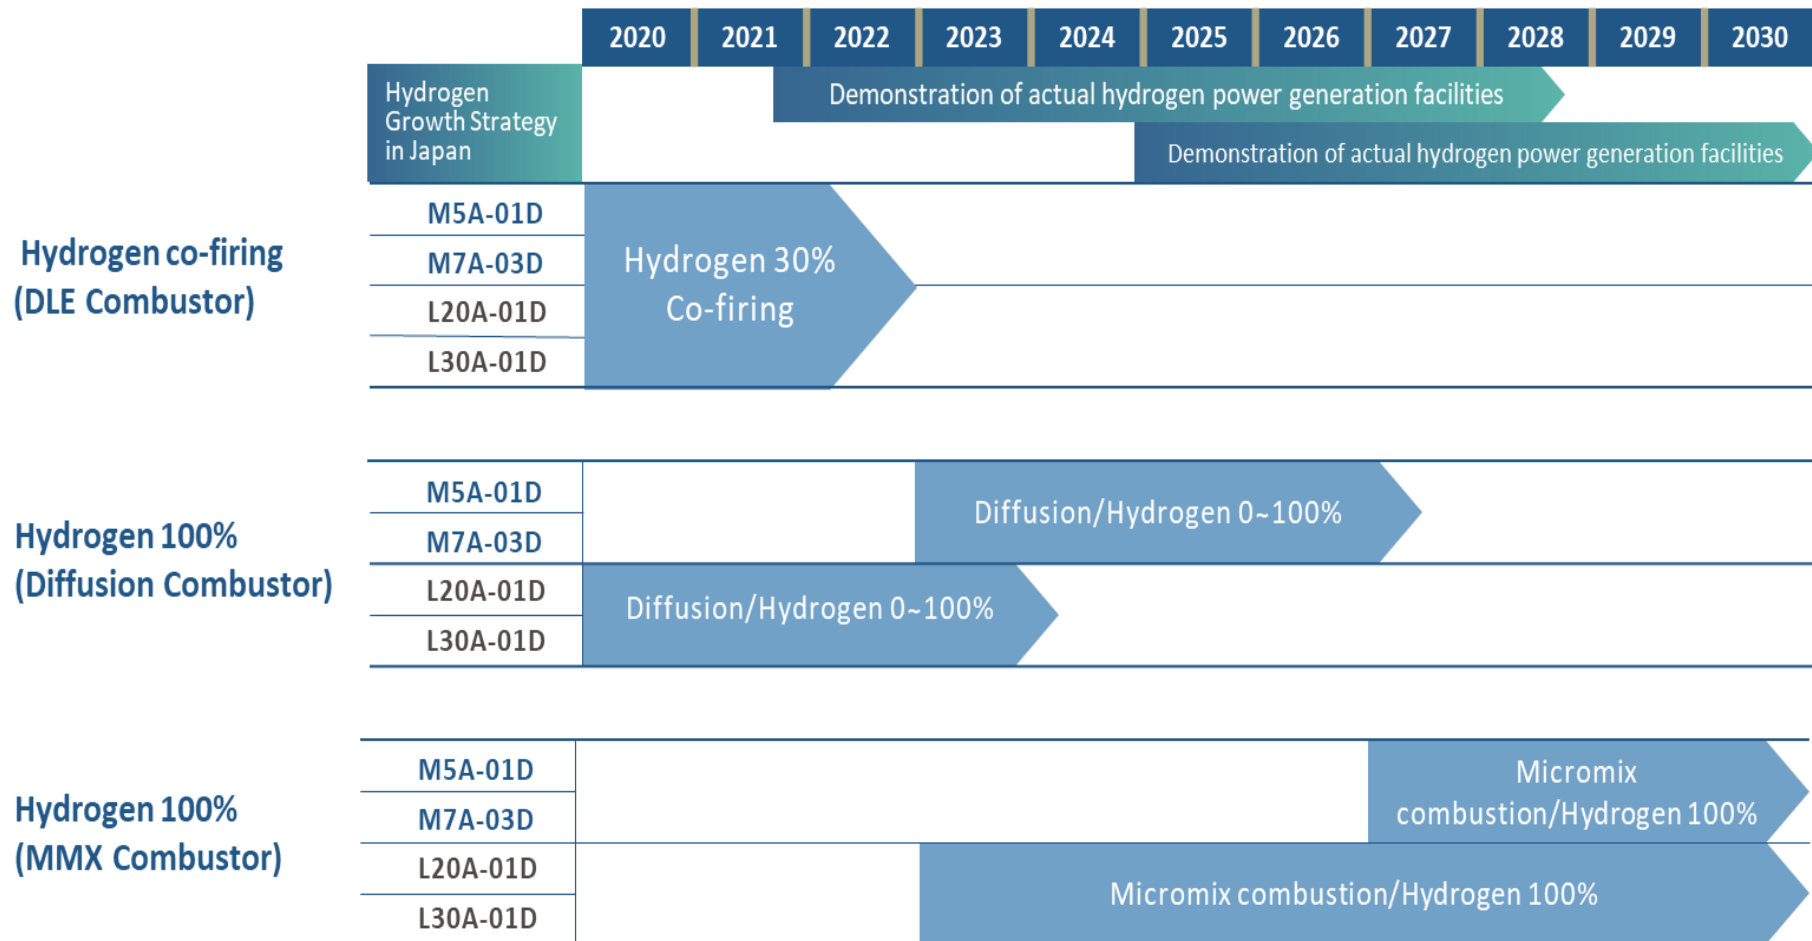 2020 2021 2022 2023 2024 2025 2026 2027 2028 2029 2030
Hydrogen
Growth Strategy
in Japan
Demonstration of actual hydrogen power generation facilities
Demonstration of actual hydrogen power generation facilities
Hydrogen co-firing
(DLE Combustor)
M5A-01D
M7A-03D
L20A-01D
L30A-01D
Hydrogen 30%
Co-firing
Hydrogen 100%
(Diffusion Combustor)
M5A-01D
M7A-03D
L20A-01D
L30A-01D
Diffusion/Hydrogen 0~100%
Diffusion/Hydrogen 0~100%
Hydrogen 100%
(MMX Combustor)
M5A-01D
M7A-03D
L20A-01D
L30A-01D
Micromix
combustion/Hydrogen 100%
Micromix combustion/Hydrogen 100%